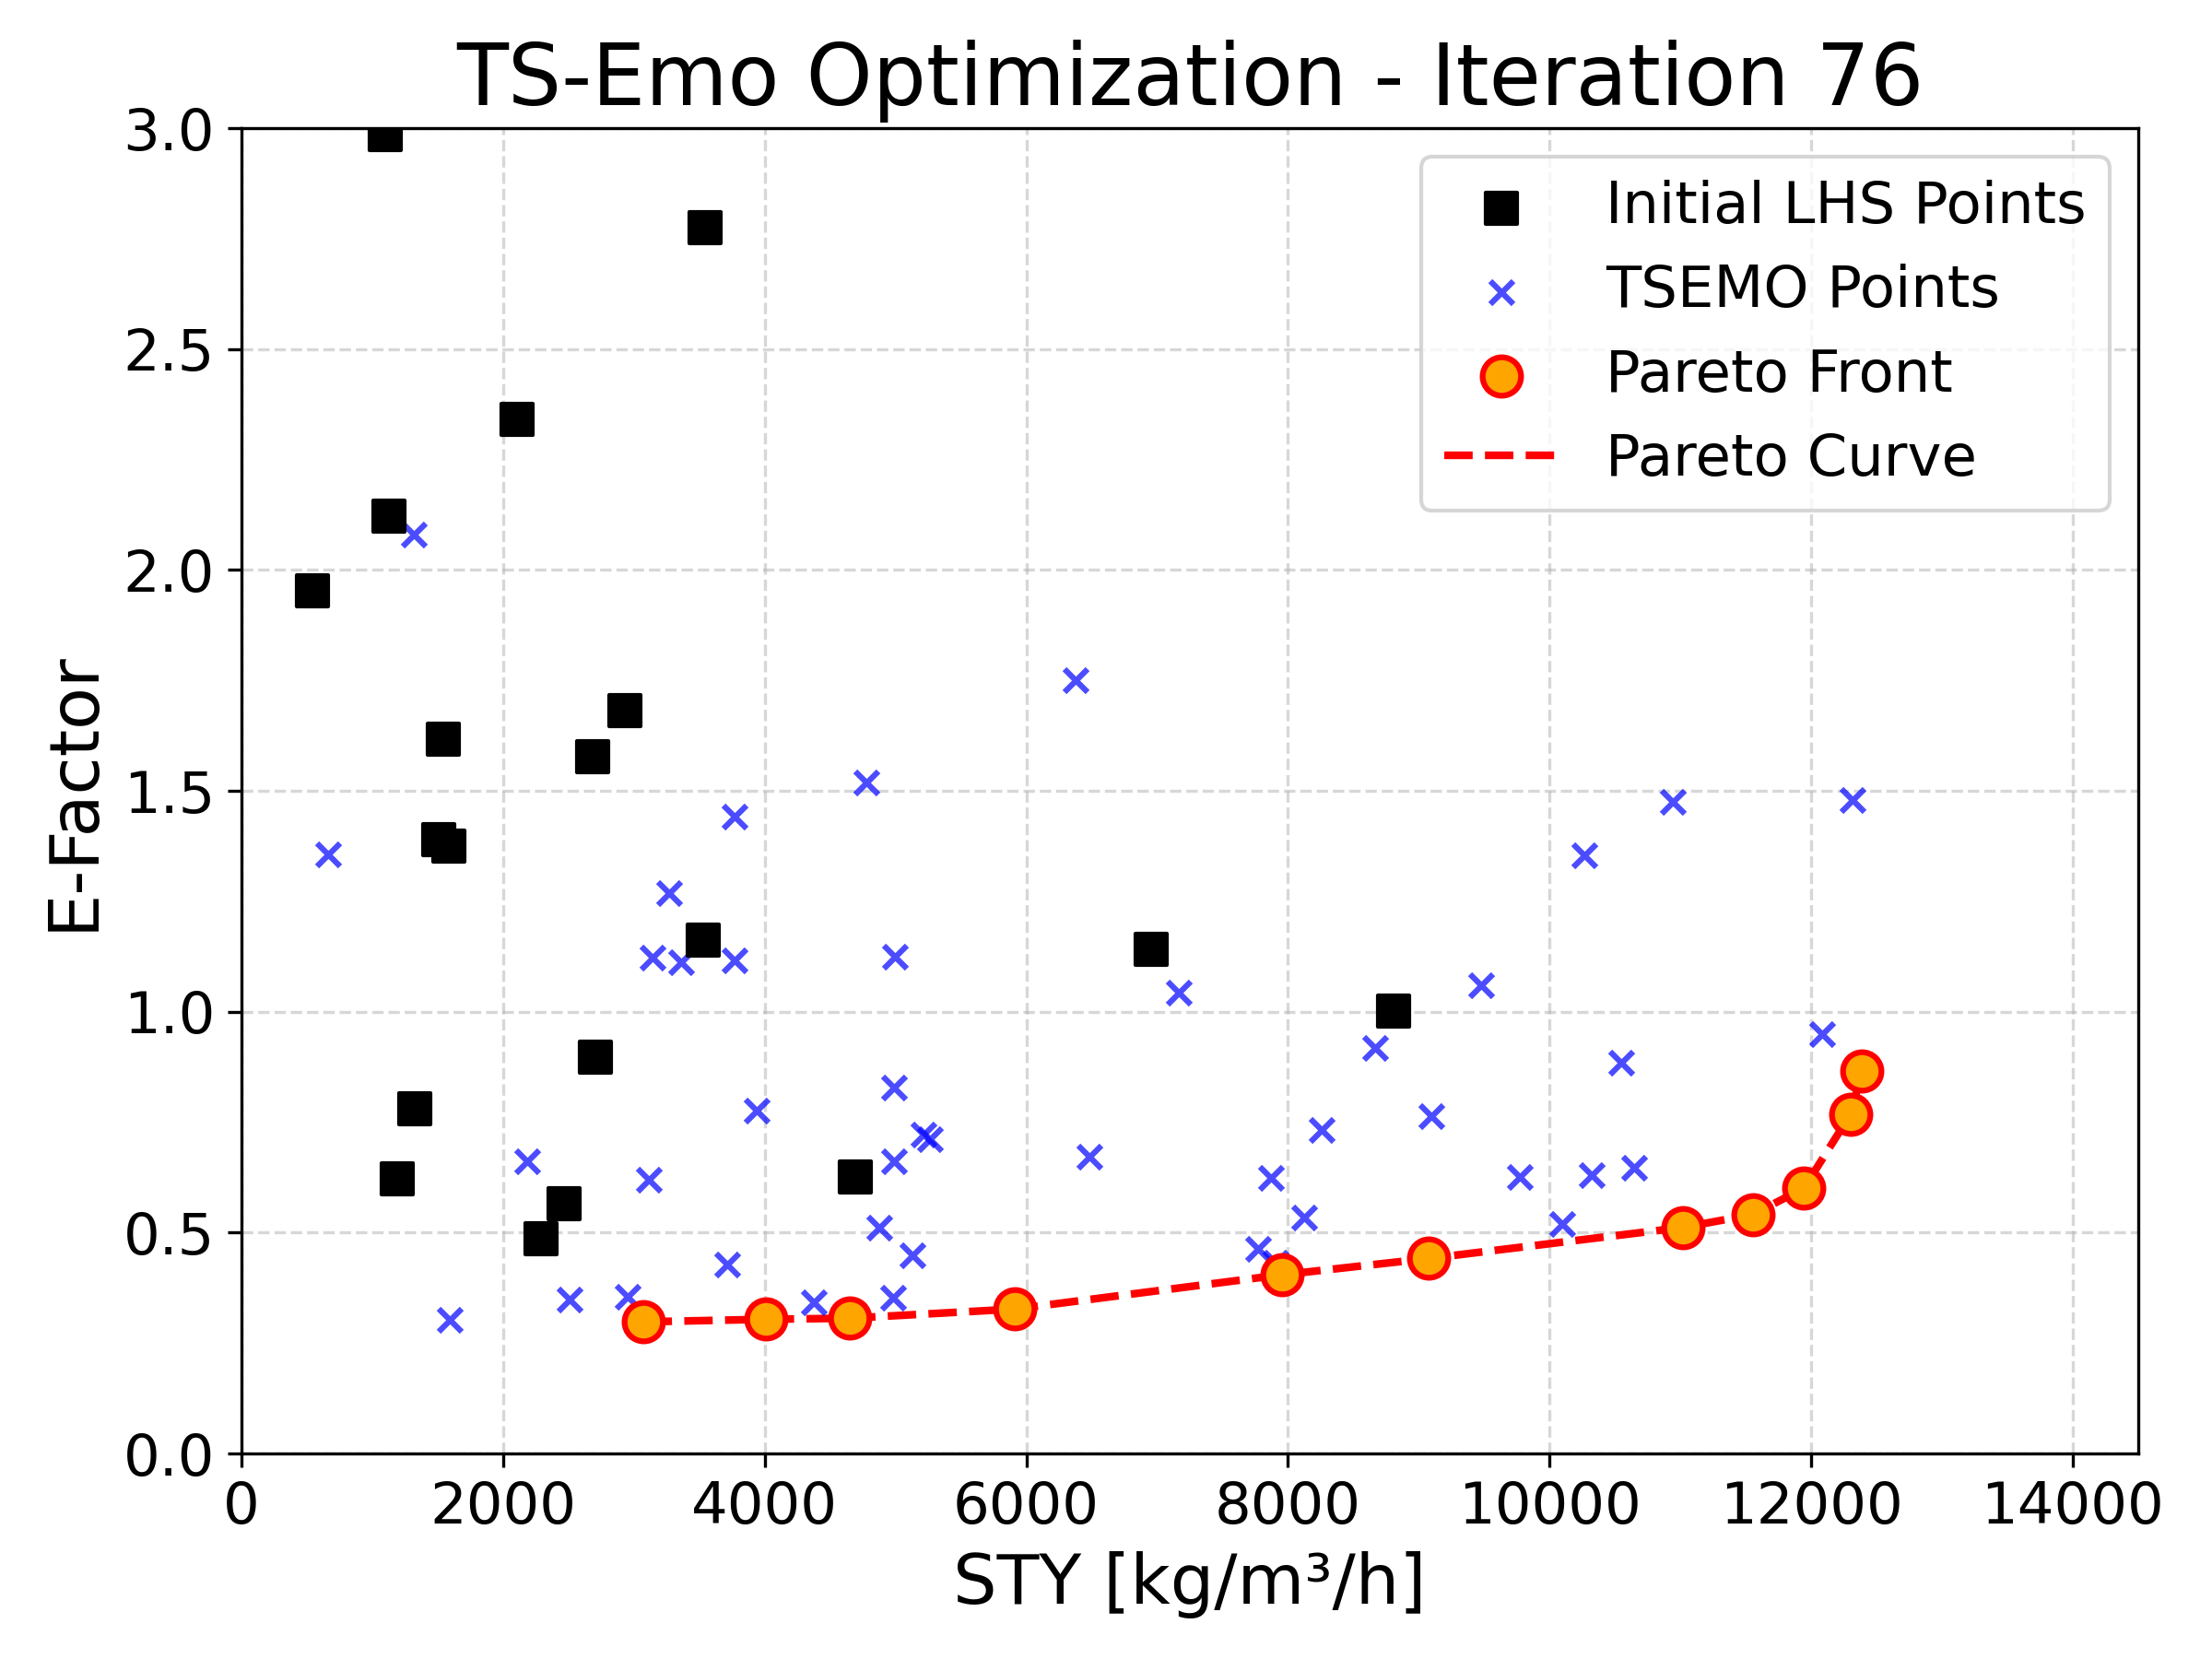 TS-Emo Optimization - Iteration 76
Initial LHS Points
TSEMO Points
Pareto Front
Pareto Curve
E-Factor
3.0
2.5
2.0
1.5
1.0
0.5
0.0
0 2000 4000 6000 8000 10000 12000 14000
STY [kg/m³/h]